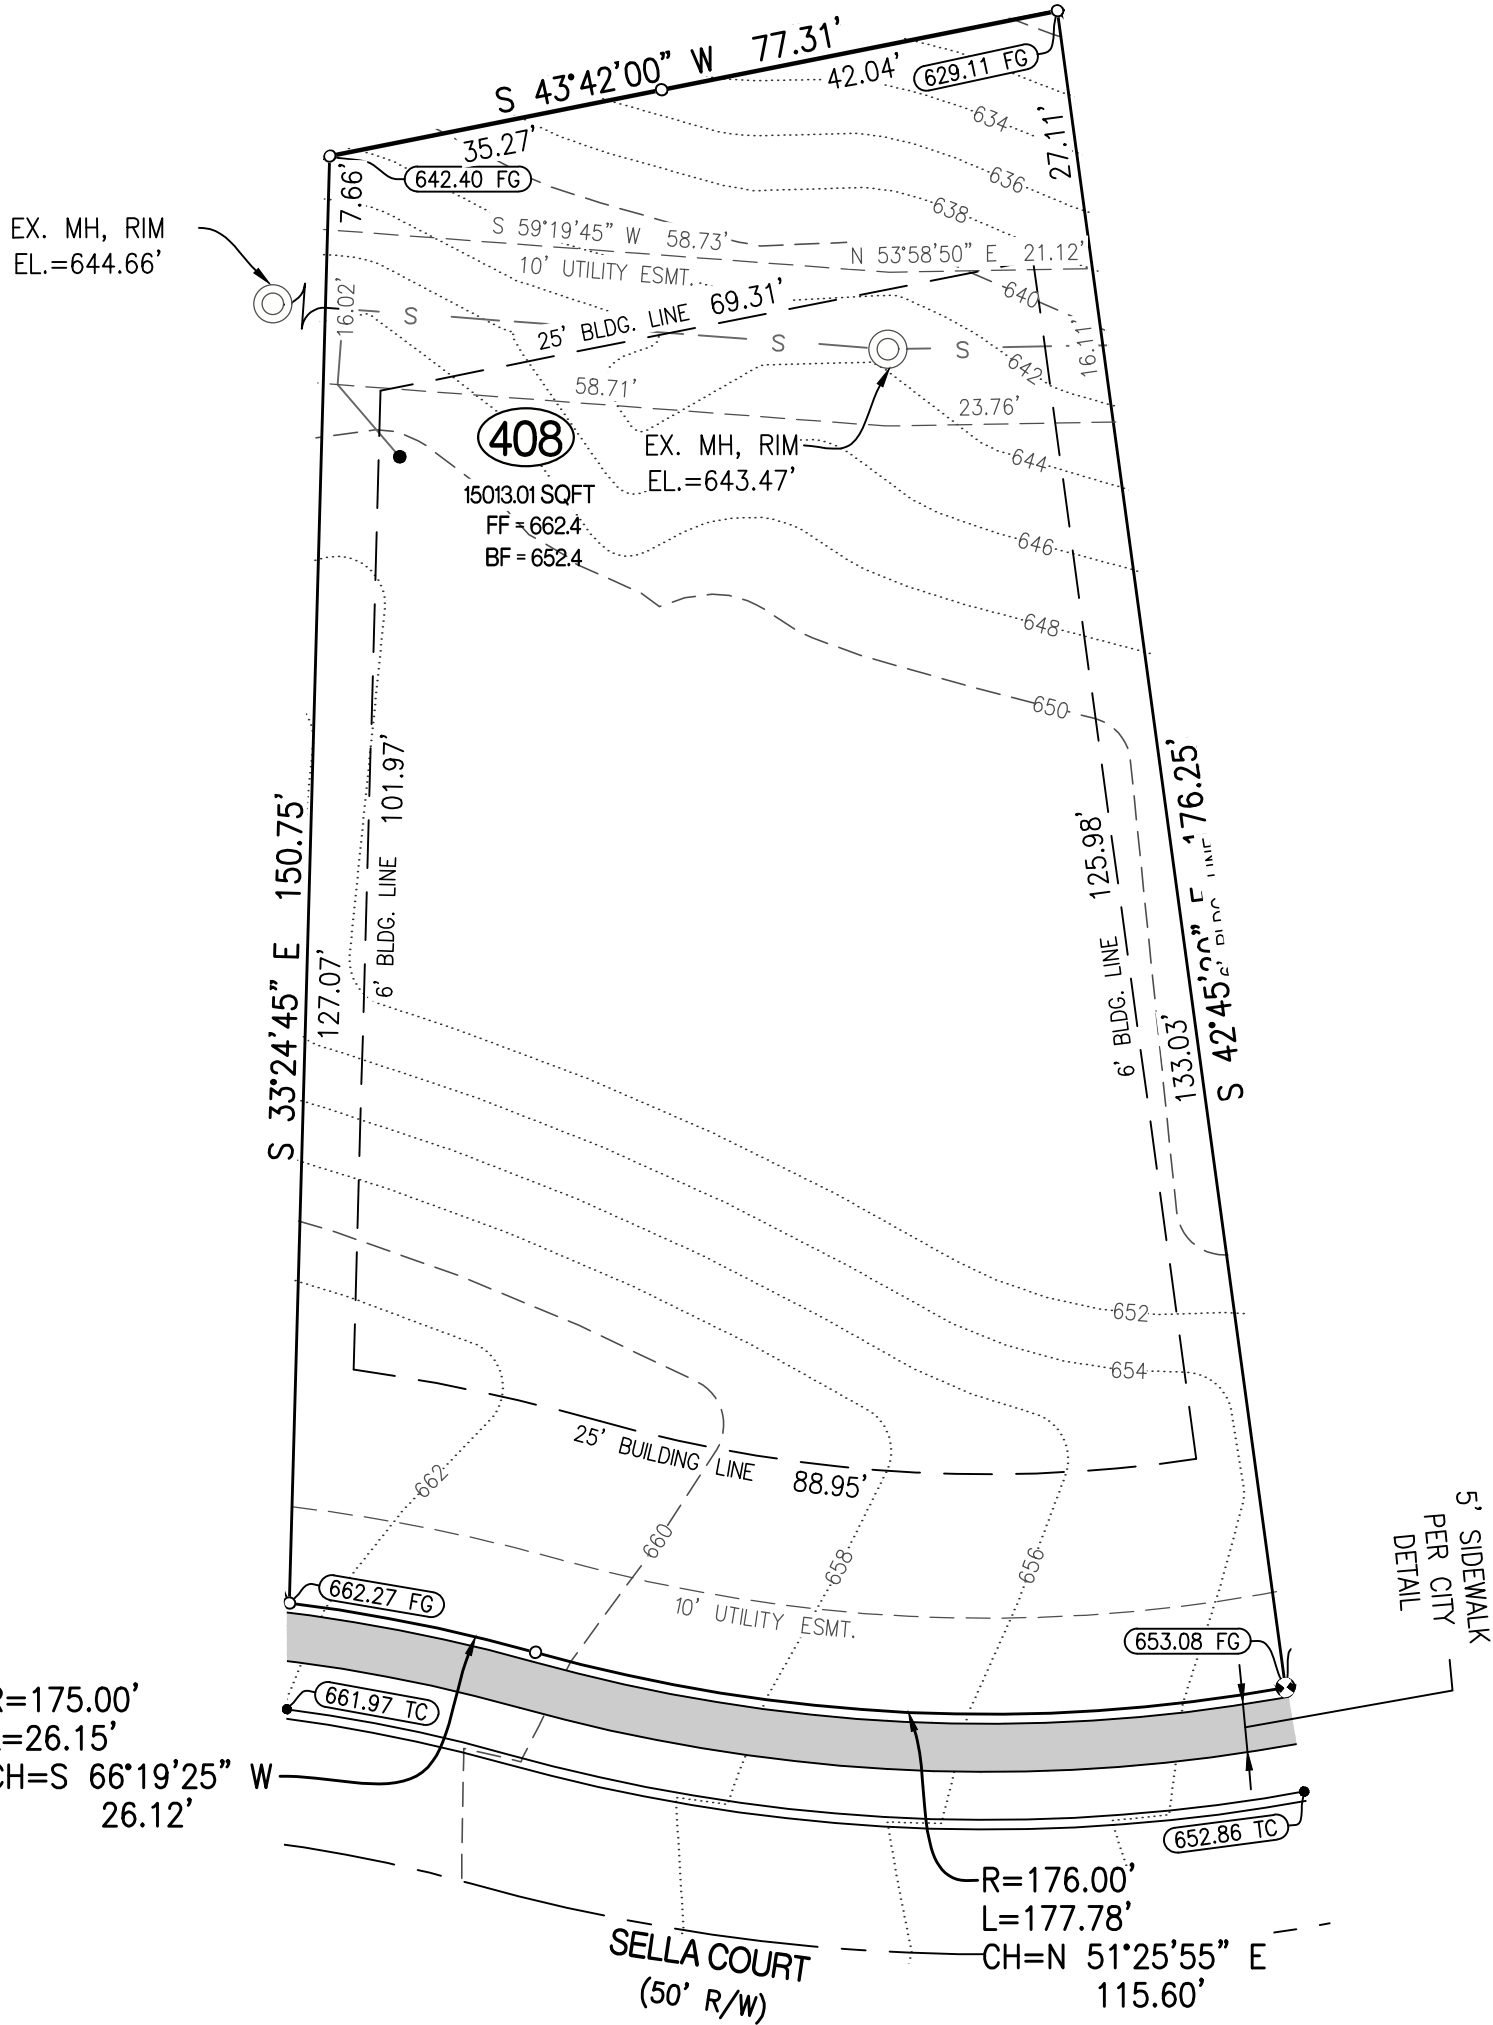 S 43°42'00" W 77.31'
42.04'
629.11 FG
35.27'
642.40 FG
7.66'
27.11'
634
636
638
EX. MH, RIM
EL.=644.66'
S 59°19'45" W 58.73'
N 53°58'50" E 21.12'
10' UTILITY ESMT.
16.02'
640
25' BLDG. LINE 69.31'
S
S
S
16.11'
642
58.71'
23.76'
408
EX. MH, RIM
EL.=643.47'
644
15013.01 SQFT
FF = 662.4
BF = 652.4
646
648
650
S 33°24'45" E 150.75'
127.07'
6' BLDG. LINE 101.97'
6' BLDG. LINE 125.98'
133.03'
S 42°45' E 176.25'
652
654
25' BUILDING LINE 88.95'
662
660
658
656
10' UTILITY ESMT.
662.27 FG
653.08 FG
5' SIDEWALK
PER CITY
DETAIL
661.97 TC
652.86 TC
=175.00'
=26.15'
H=S 66°19'25" W
26.12'
R=176.00'
L=177.78'
CH=N 51°25'55" E
115.60'
SELLA COURT
(50' R/W)